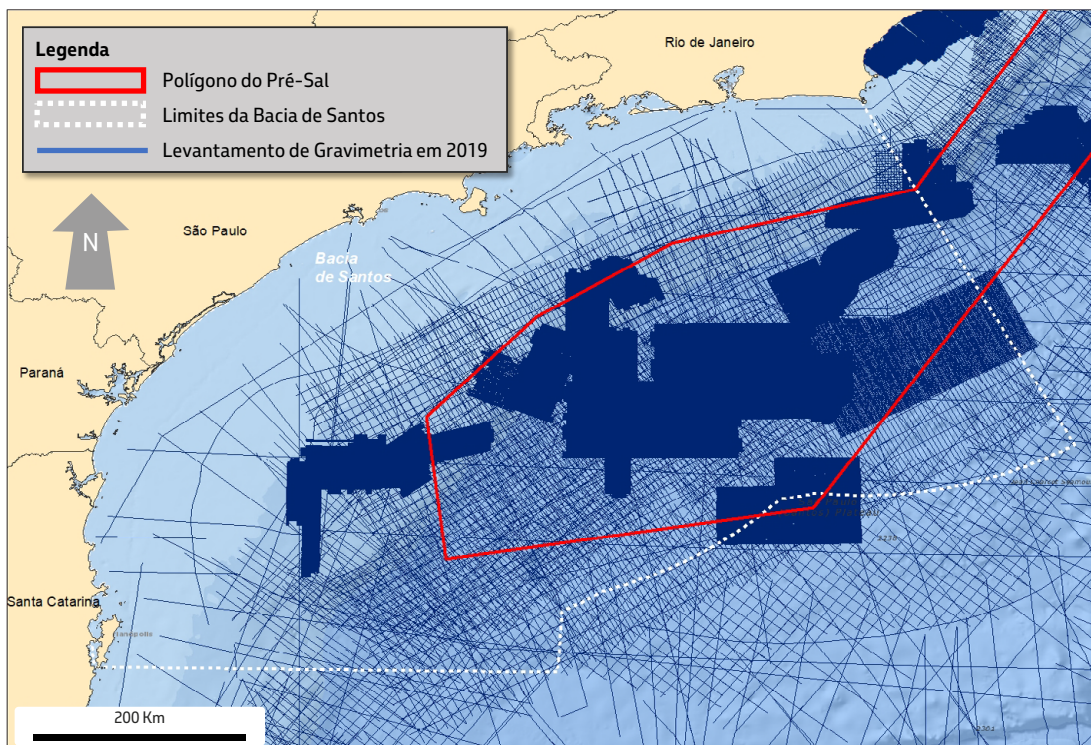 Legenda
Polígono do Pré-Sal
Limites da Bacia de Santos
Levantamento de Gravimetria em 2019
Rio de Janeiro
N
São Paulo
Bacia
de Santos
Paraná
Santa Catarina
200 Km